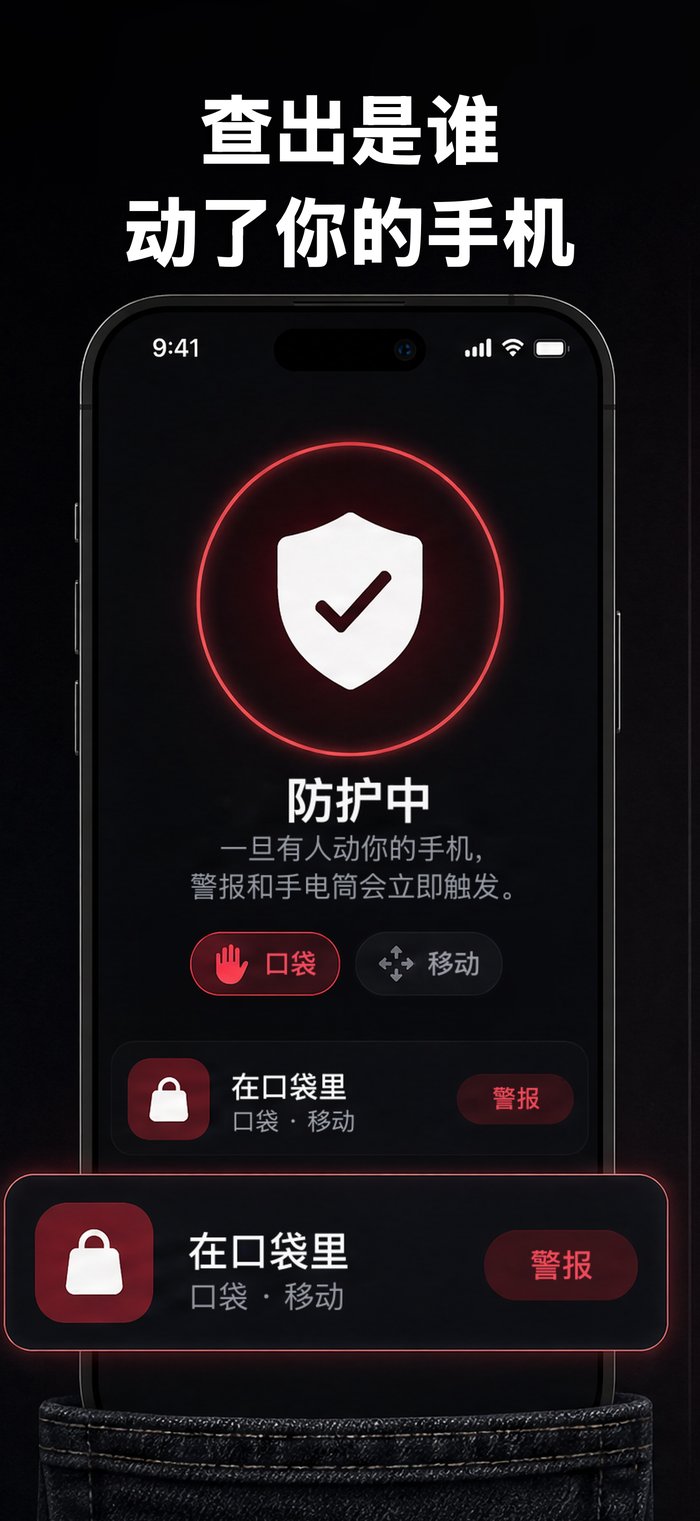 查出是谁
动了你的手机
9:41
防护中
一旦有人动你的手机，
警报和手电筒会立即触发。
口袋
移动
在口袋里
口袋 · 移动
警报
在口袋里
口袋 · 移动
警报